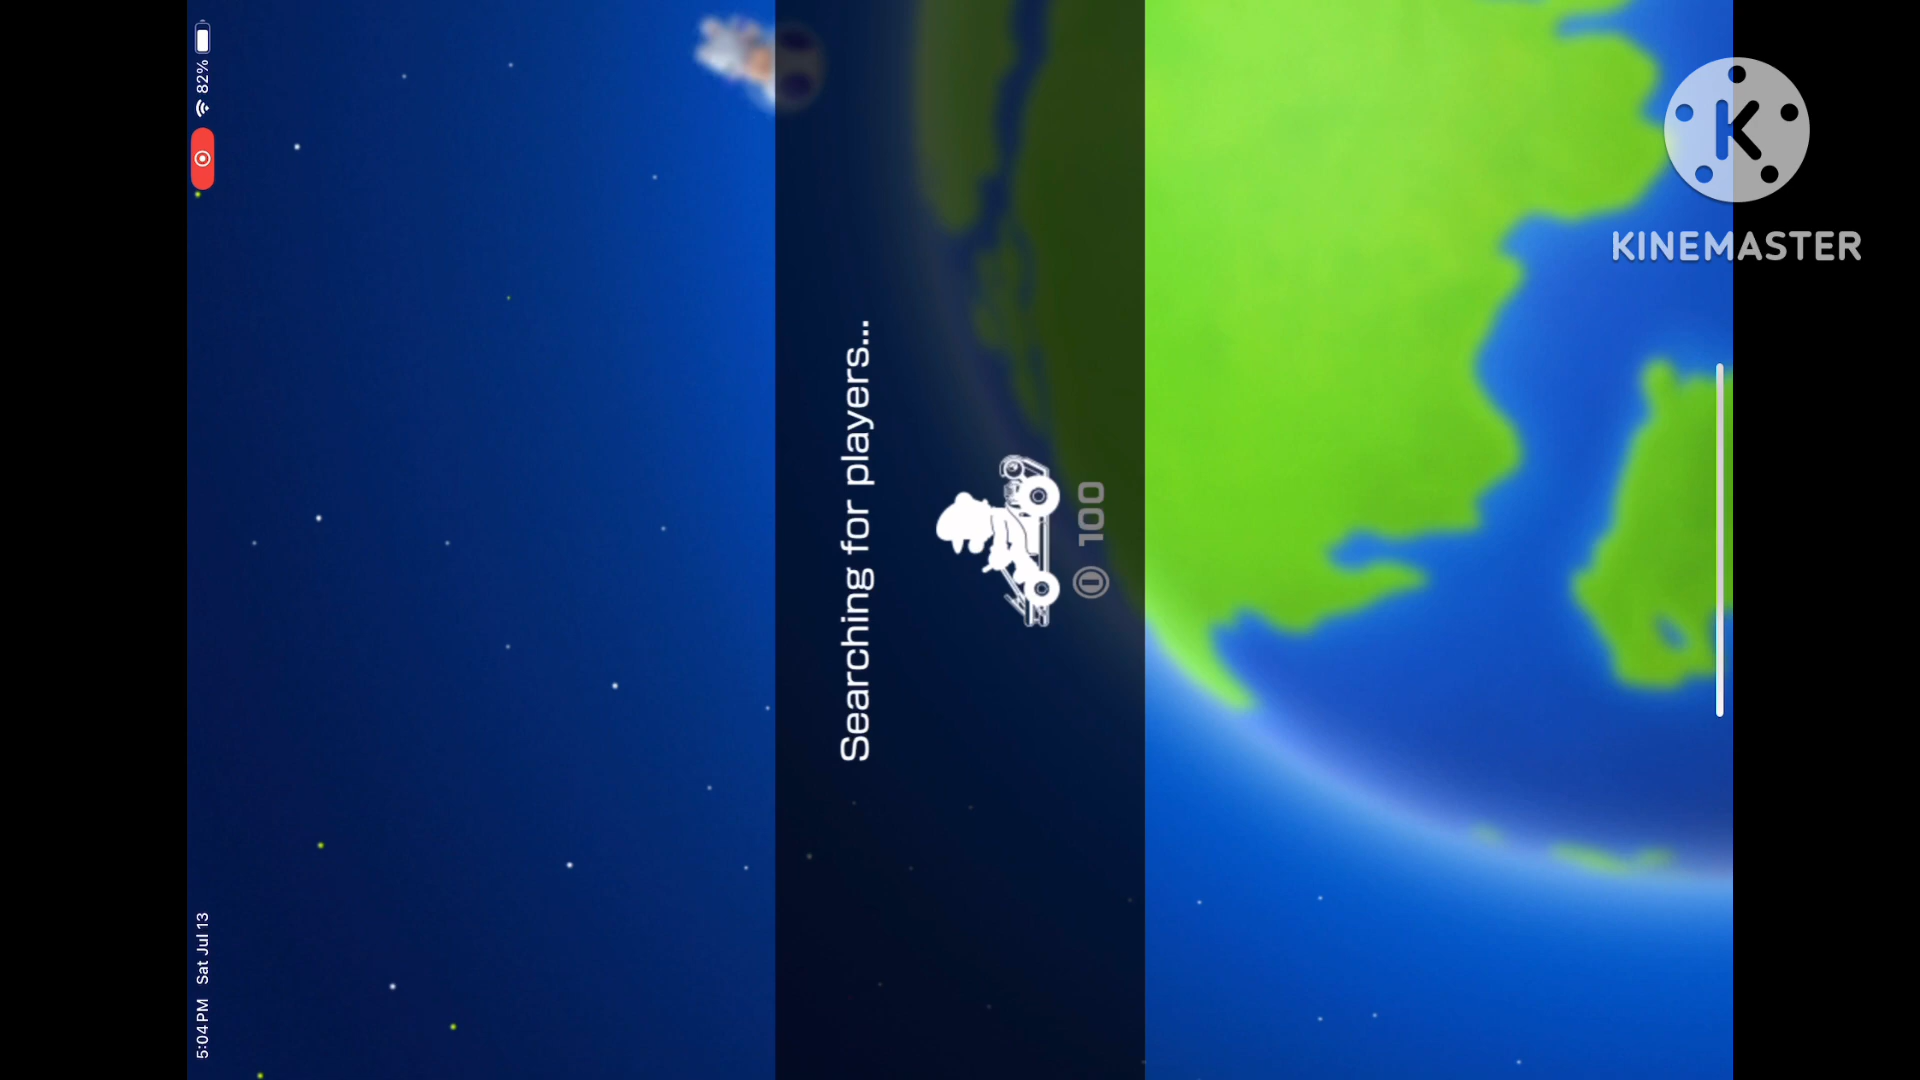 5:04 PM Sat Jul 13
82%
Searching for players...
100
K
KINEMASTER